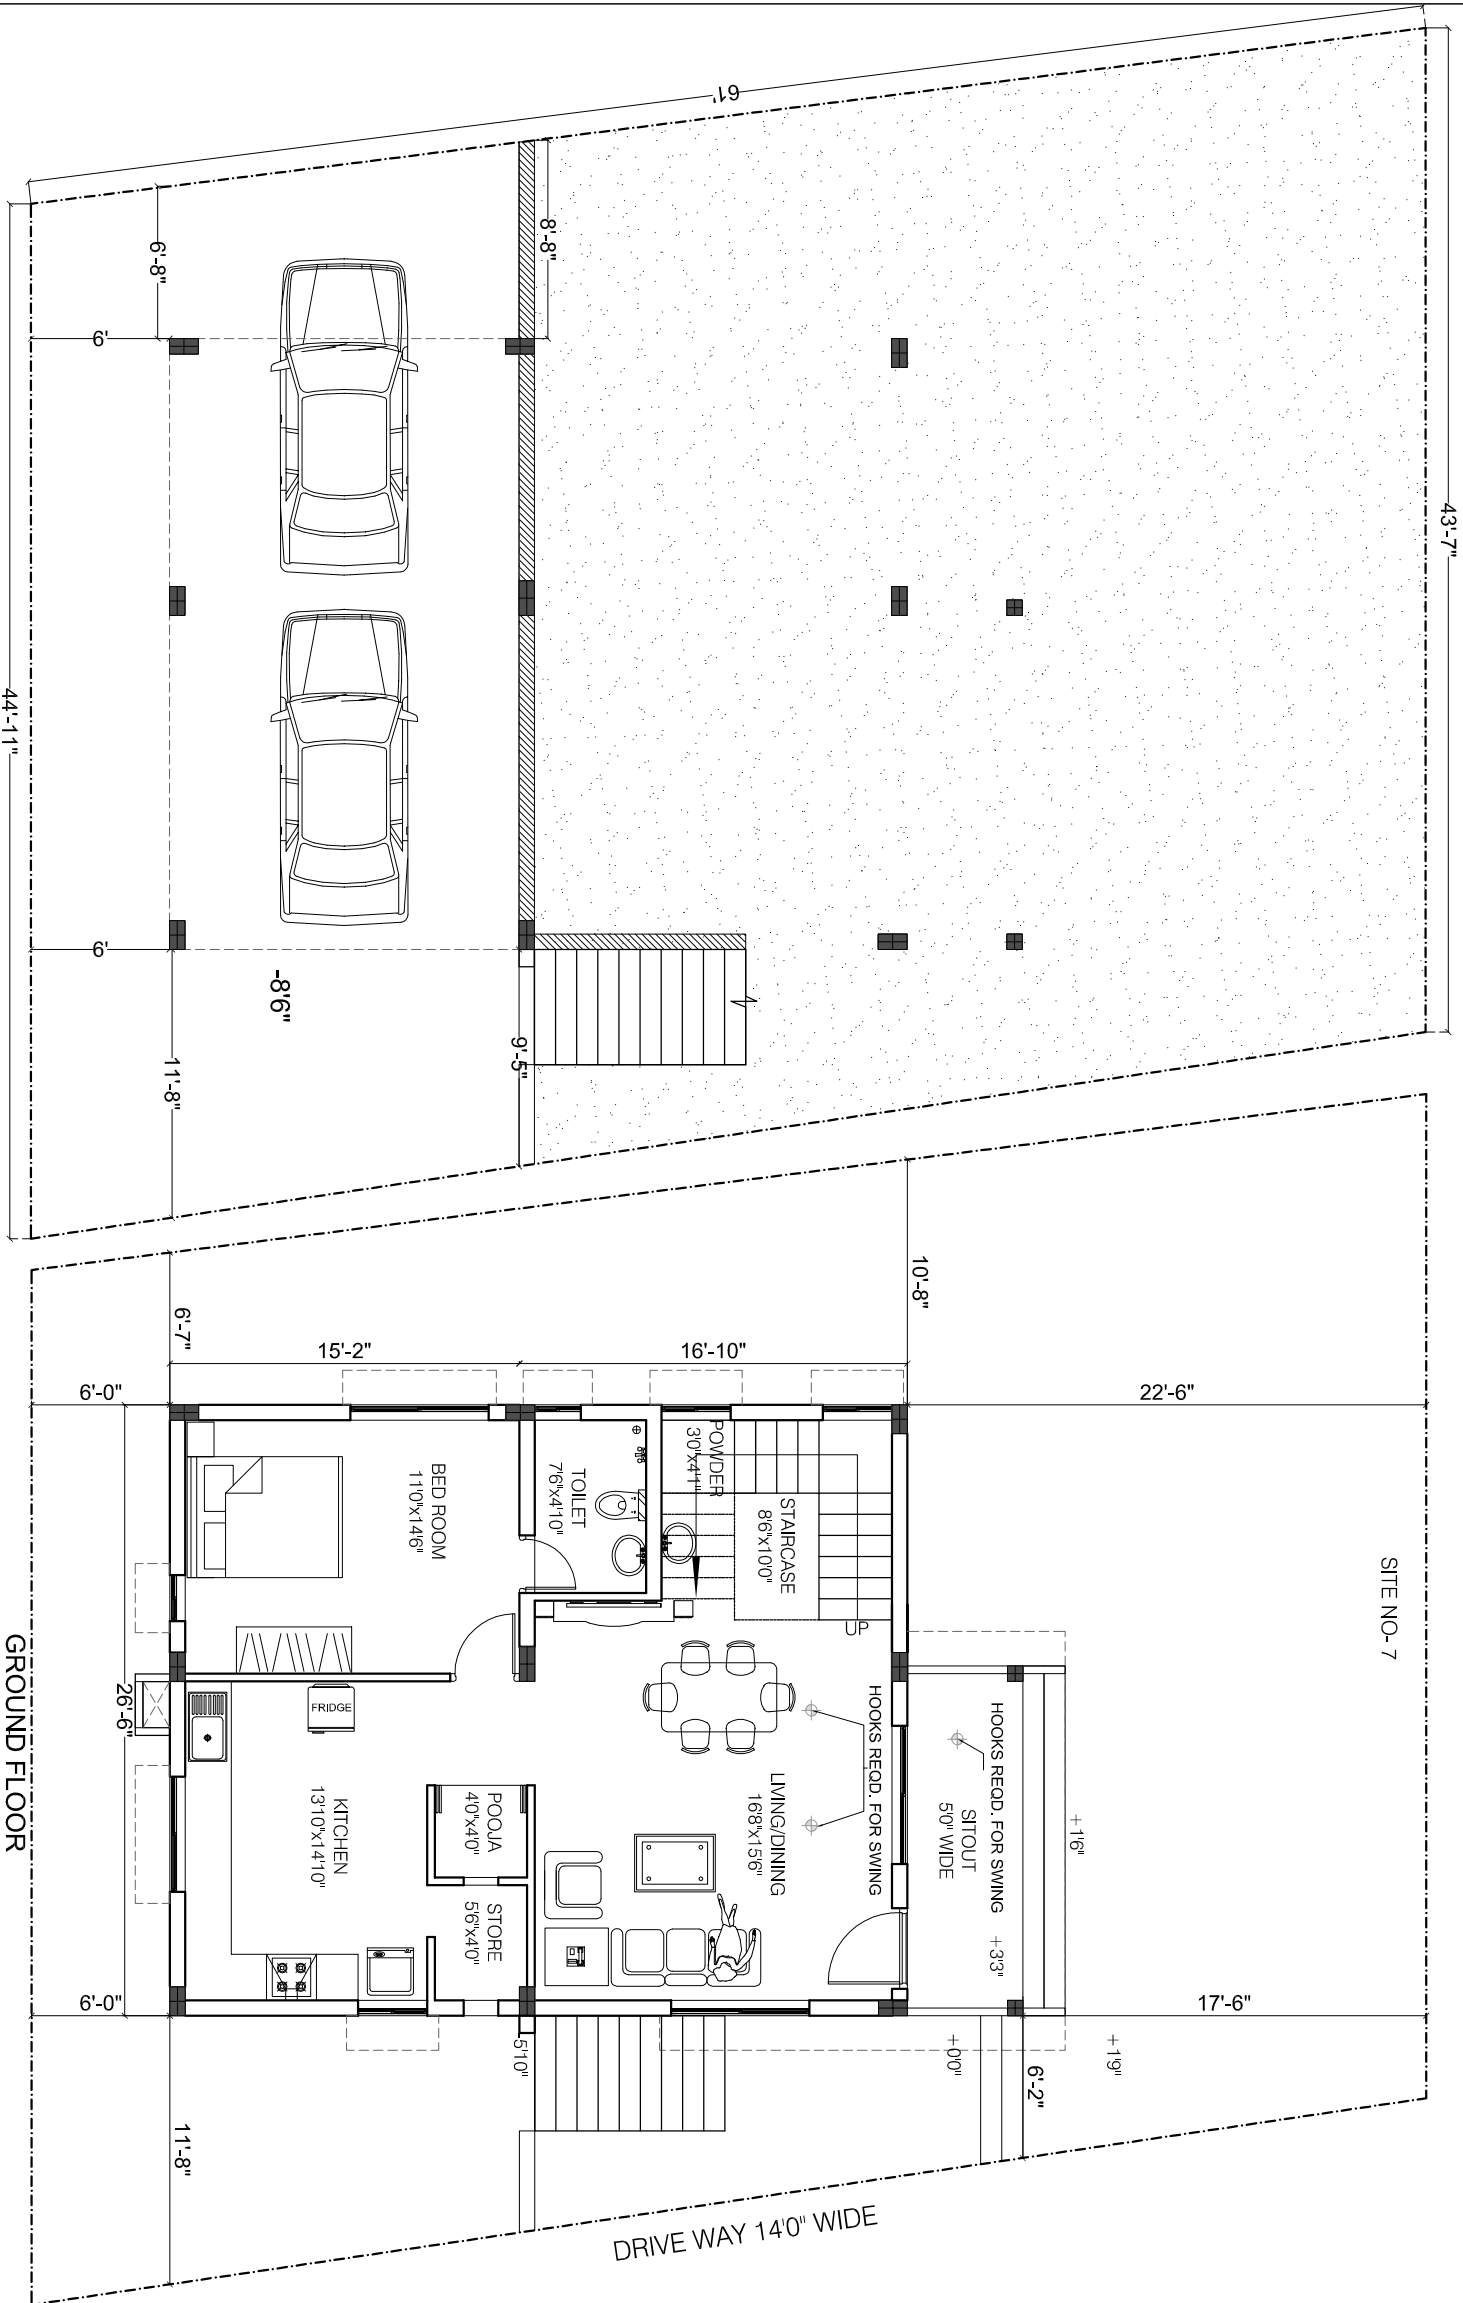 61'
43'-7"
8'-8"
6'-8"
6'
6'
-8'6"
11'-8"
9'-5"
44'-11"
10'-8"
6'-7"
15'-2"
16'-10"
6'-0"
22'-6"
SITE NO- 7
POWDER
3'0"x4'1"
STAIRCASE
8'6"x10'0"
UP
TOILET
7'6"x4'10"
BED ROOM
11'0"x14'6"
HOOKS REQD. FOR SWING
HOOKS REQD. FOR SWING
SITOUT
5'0" WIDE
+1'6"
+3'3"
LIVING/DINING
16'8"x15'6"
FRIDGE
KITCHEN
13'10"x14'10"
POOJA
4'0"x4'0"
STORE
5'6"x4'0"
26'-6"
6'-0"
17'-6"
+1'9"
+0'0"
6'-2"
-5'10"
11'-8"
DRIVE WAY 14'0" WIDE
GROUND FLOOR